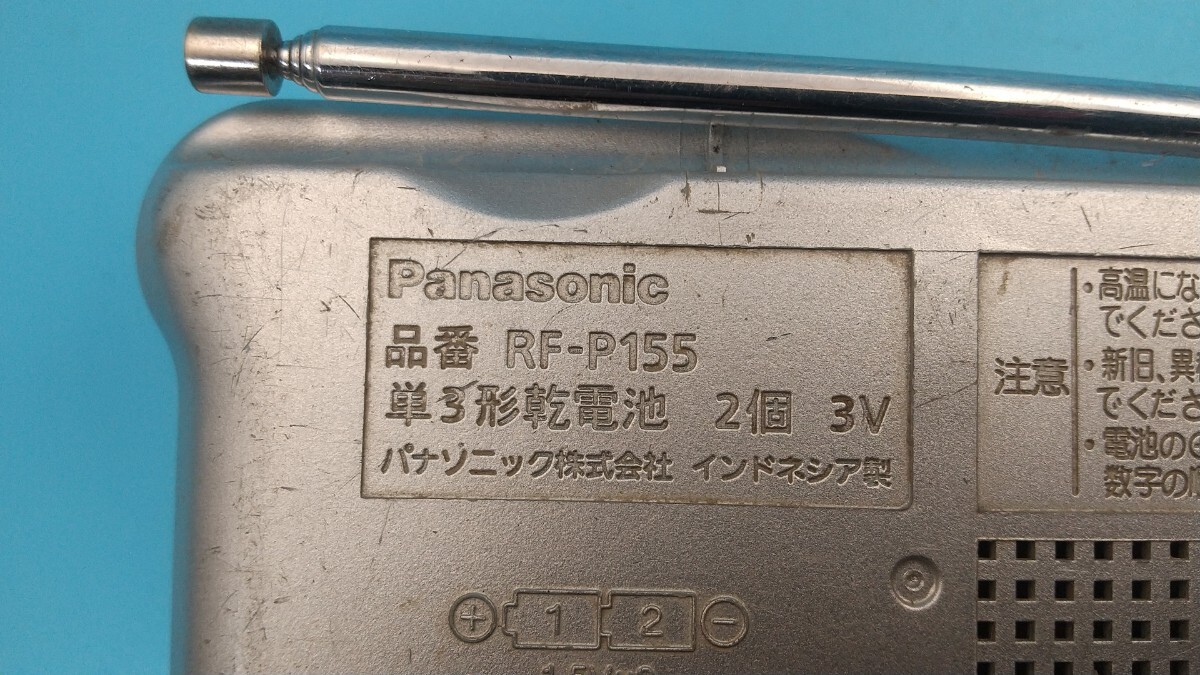 Panasonic
品番 RF-P155
単3形乾電池 2個 3V
パナソニック株式会社 インドネシア製
注意
・高温にな
でくださ
・新旧、異
でくださ
・電池の
数字の
+ 1 2 -